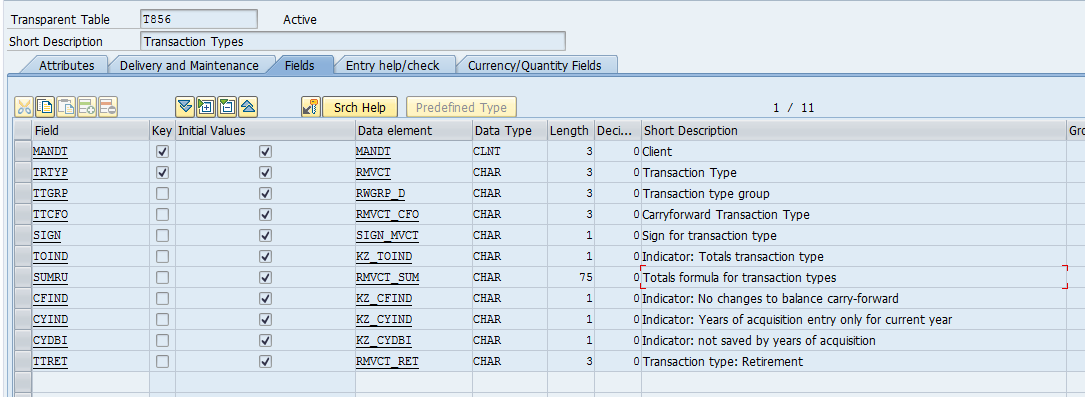 Transparent Table T856 Active
Short Description Transaction Types
Attributes Delivery and Maintenance Fields Entry help/check Currency/Quantity Fields
Srch Help Predefined Type 1 / 11
Field Key Initial Values Data element Data Type Length Deci... Short Description Gro
MANDT MANDT CLNT 3 0 Client
TRTYP RMVCT CHAR 3 0 Transaction Type
TTGRP RWGRP_D CHAR 3 0 Transaction type group
TTCFO RMVCT_CFO CHAR 3 0 Carryforward Transaction Type
SIGN SIGN_MVCT CHAR 1 0 Sign for transaction type
TOIND KZ_TOIND CHAR 1 0 Indicator: Totals transaction type
SUMRU RMVCT_SUM CHAR 75 0 Totals formula for transaction types
CFIND KZ_CFIND CHAR 1 0 Indicator: No changes to balance carry-forward
CYIND KZ_CYIND CHAR 1 0 Indicator: Years of acquisition entry only for current year
CYDBI KZ_CYDBI CHAR 1 0 Indicator: not saved by years of acquisition
TTRET RMVCT_RET CHAR 3 0 Transaction type: Retirement